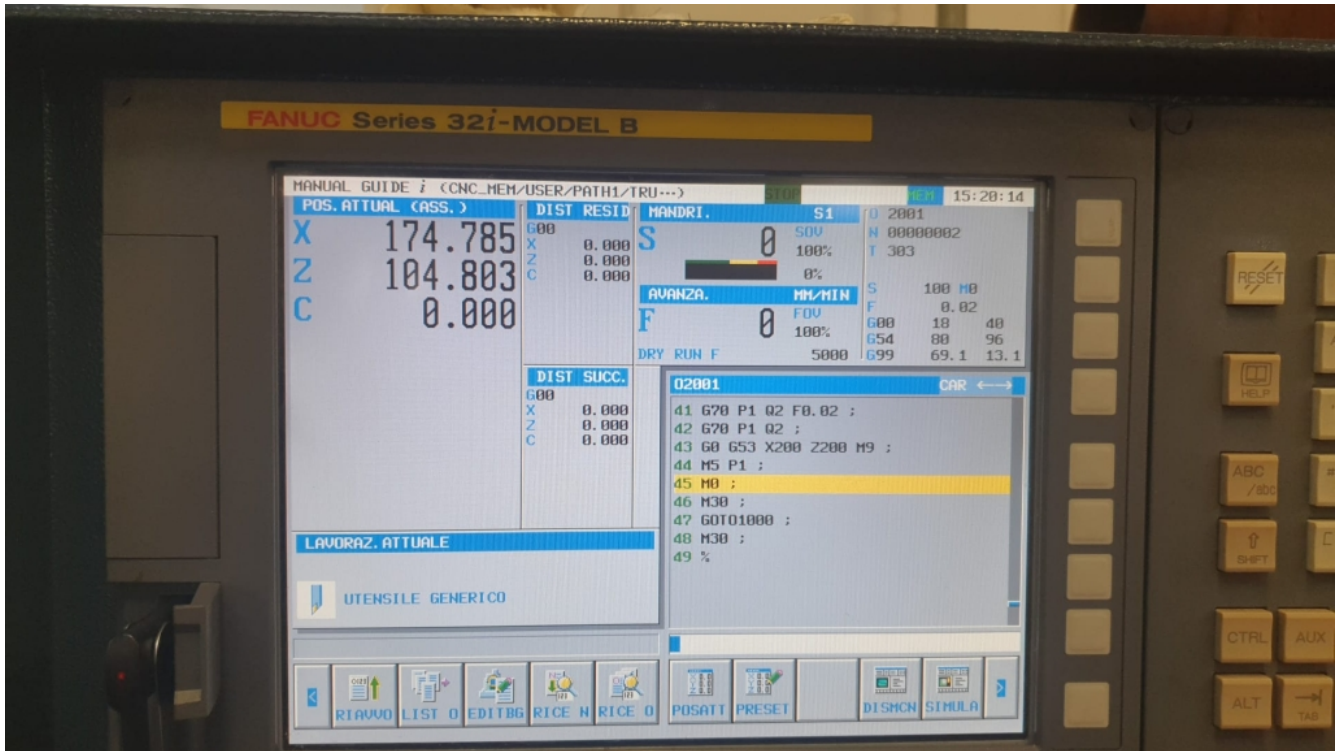 FANUC Series 32i-MODEL B
MANUAL GUIDE i (CNC_MEM/USER/PATH1/TRU···) STOP MEM 15:20:14
POS.ATTUAL (ASS.)
X 174.785
Z 104.803
C 0.000
DIST RESID
G00
X 0.000
Z 0.000
C 0.000
DIST SUCC.
G00
X 0.000
Z 0.000
C 0.000
MANDRI. S1
S 0 SOV
100%
0%
AVANZA. MM/MIN
F 0 FOV
100%
DRY RUN F 5000
O 2001
N 00000002
T 303
S 100 M0
F 0.02
G00 18 40
G54 80 96
G99 69.1 13.1
O2001 CAR ←→
41 G70 P1 Q2 F0.02 ;
42 G70 P1 Q2 ;
43 G0 G53 X200 Z200 M9 ;
44 M5 P1 ;
45 M0 ;
46 M30 ;
47 GOTO1000 ;
48 M30 ;
49 %
LAVORAZ.ATTUALE
UTENSILE GENERICO
RIAVVO LIST O EDITBG RICE N RICE O POSATT PRESET DISMCN SIMULA
RESET
HELP
ABC
/abc
SHIFT
CTRL AUX
ALT TAB